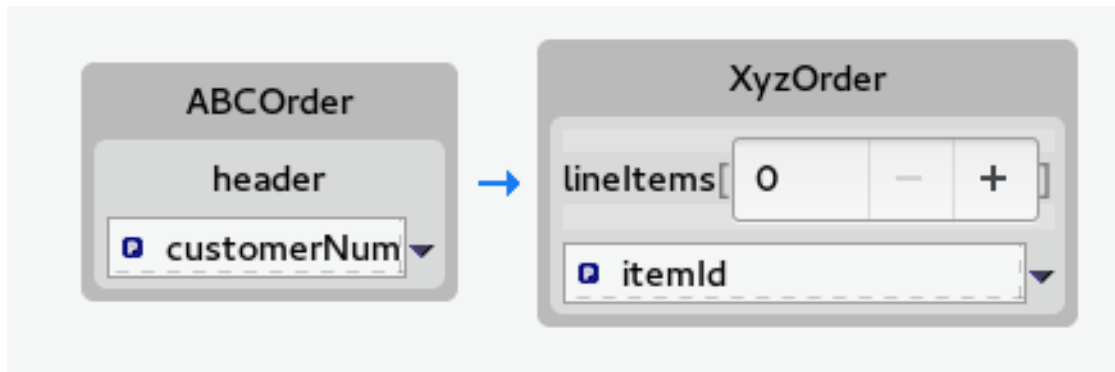 ABCOrder
header
customerNum
XyzOrder
lineItems[ 0 − + ]
itemId